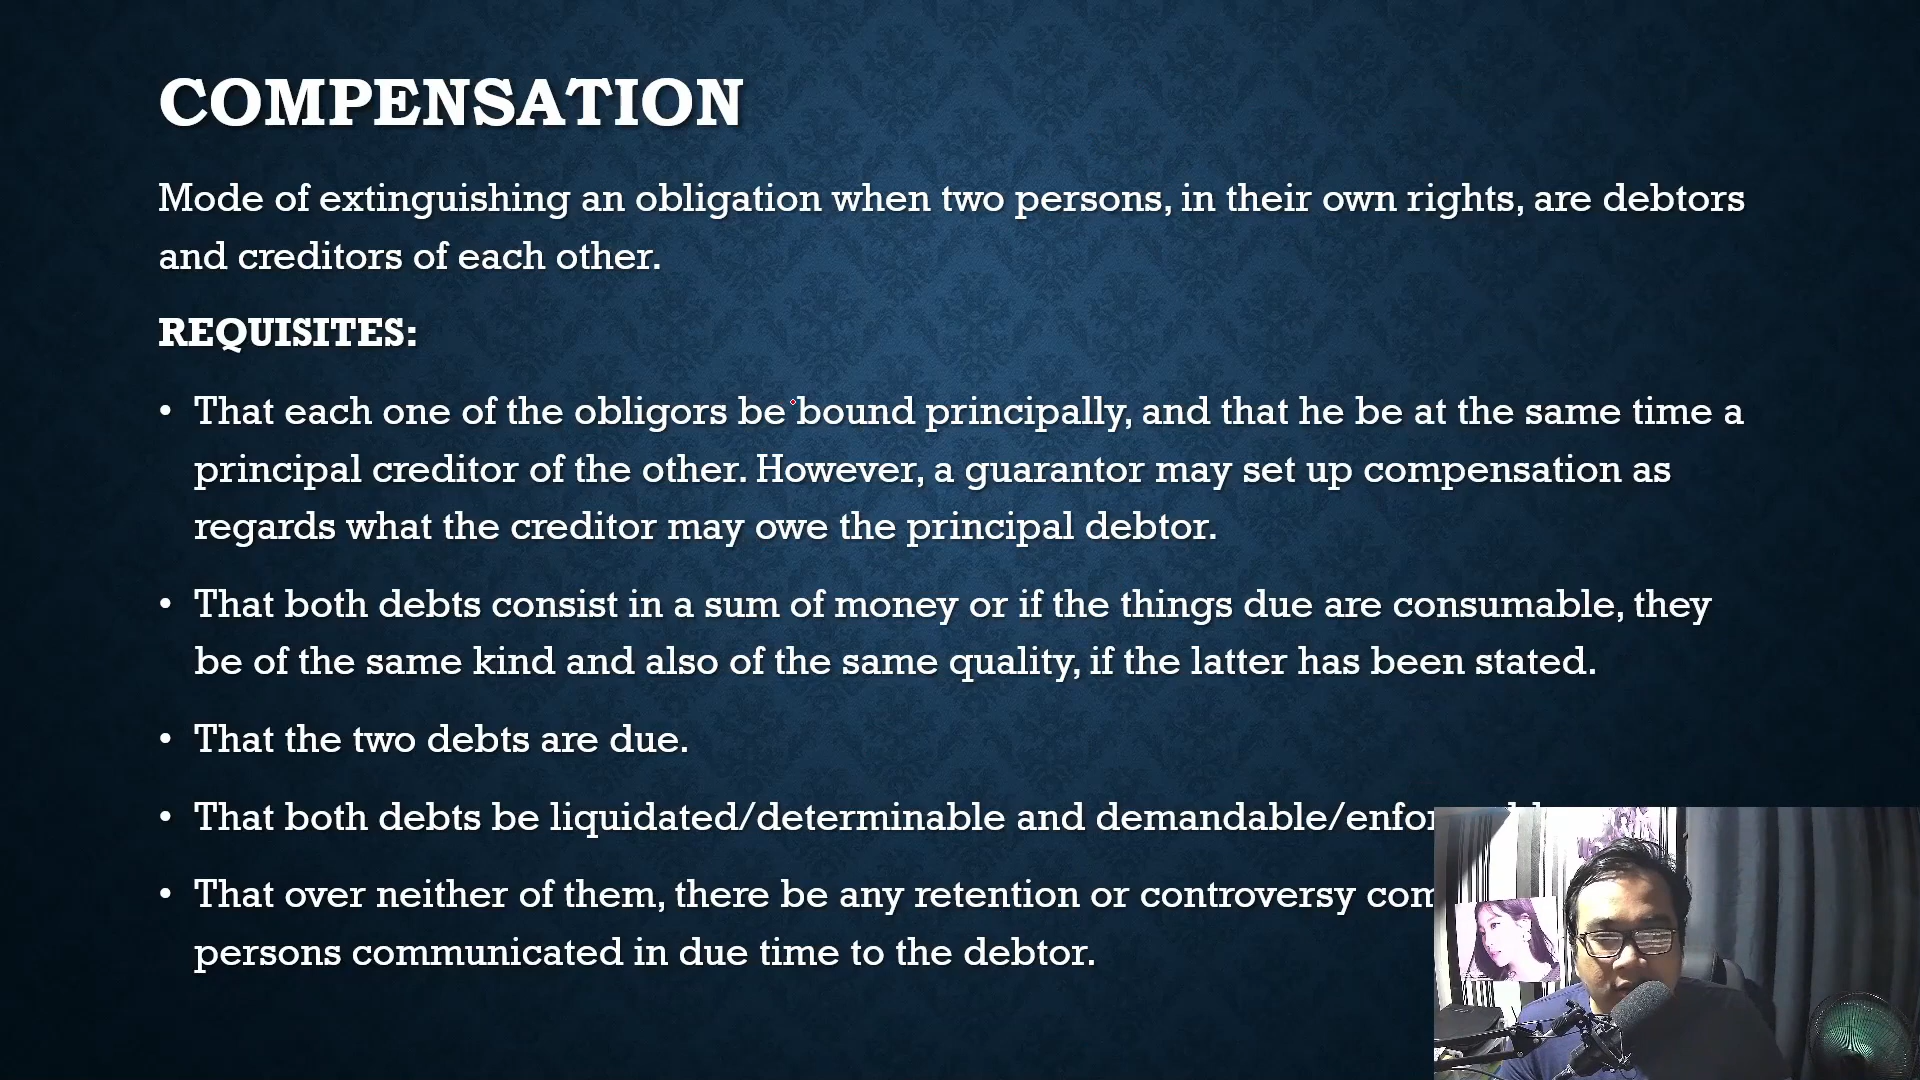 COMPENSATION
Mode of extinguishing an obligation when two persons, in their own rights, are debtors
and creditors of each other.
REQUISITES:
• That each one of the obligors be bound principally, and that he be at the same time a
principal creditor of the other. However, a guarantor may set up compensation as
regards what the creditor may owe the principal debtor.
• That both debts consist in a sum of money or if the things due are consumable, they
be of the same kind and also of the same quality, if the latter has been stated.
• That the two debts are due.
• That both debts be liquidated/determinable and
• That over neither of them, there be any retention or controversy
persons communicated in due time to the debtor.